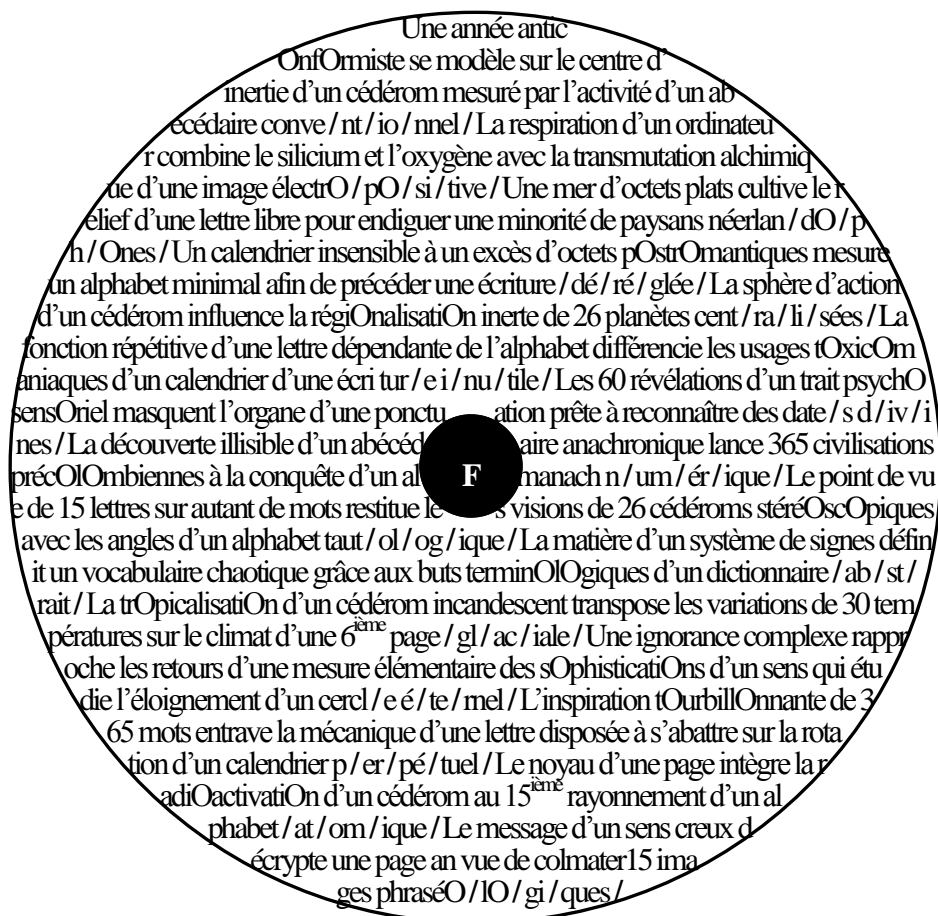 Une année antic
OnfOrmiste se modèle sur le centre d'
inertie d'un cédérom mesuré par l'activité d'un ab
écédaire conve / nt / io / nnel / La respiration d'un ordinateu
r combine le silicium et l'oxygène avec la transmutation alchimiq
ue d'une image électrO / pO / si / tive / Une mer d'octets plats cultive le r
elief d'une lettre libre pour endiguer une minorité de paysans néerlan / dO / p
h / Ones / Un calendrier insensible à un excès d'octets pOstrOmantiques mesure
un alphabet minimal afin de précéder une écriture / dé / ré / glée / La sphère d'action
d'un cédérom influence la régiOnalisatiOn inerte de 26 planètes cent / ra / li / sées / La
fonction répétitive d'une lettre dépendante de l'alphabet différencie les usages tOxicOm
aniaques d'un calendrier d'une écri tur / e i / nu / tile / Les 60 révélations d'un trait psychO
sensOriel masquent l'organe d'une ponctu ation prête à reconnaître des date / s d / iv / i
nes / La découverte illisible d'un abécéd aire anachronique lance 365 civilisations
précOlOmbiennes à la conquête d'un al F manach n / um / ér / ique / Le point de vu
e de 15 lettres sur autant de mots restitue le s visions de 26 cédéroms stéréOscOpiques
avec les angles d'un alphabet taut / ol / og / ique / La matière d'un système de signes défin
it un vocabulaire chaotique grâce aux buts terminOlOgiques d'un dictionnaire / ab / st /
rait / La trOpicalisatiOn d'un cédérom incandescent transpose les variations de 30 tem
pératures sur le climat d'une 6ième page / gl / ac / iale / Une ignorance complexe rappr
oche les retours d'une mesure élémentaire des sOphisticatiOns d'un sens qui étu
die l'éloignement d'un cercl / e é / te / rnel / L'inspiration tOurbillOnnante de 3
65 mots entrave la mécanique d'une lettre disposée à s'abattre sur la rota
tion d'un calendrier p / er / pé / tuel / Le noyau d'une page intègre la r
adiOactivatiOn d'un cédérom au 15ième rayonnement d'un al
phabet / at / om / ique / Le message d'un sens creux d
écrypte une page an vue de colmater15 ima
ges phraséO / lO / gi / ques /